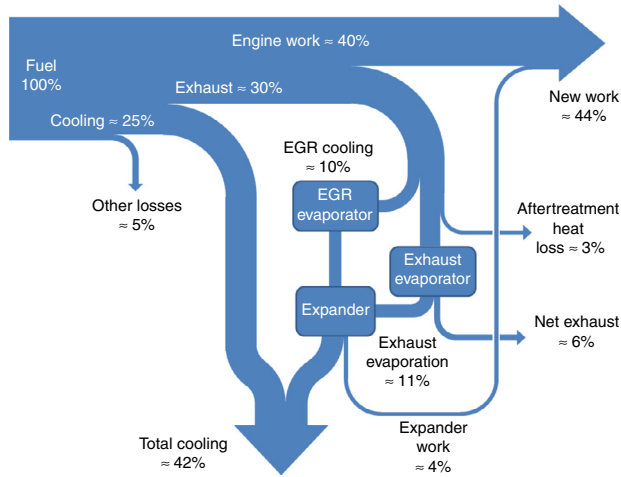 Engine work ≈ 40%
Fuel
100%
Exhaust ≈ 30%
New work
≈ 44%
Cooling ≈ 25%
EGR cooling
≈ 10%
Other losses
≈ 5%
EGR
evaporator
Aftertreatment
heat
loss ≈ 3%
Exhaust
evaporator
Expander
Net exhaust
≈ 6%
Exhaust
evaporation
≈ 11%
Total cooling
≈ 42%
Expander
work
≈ 4%